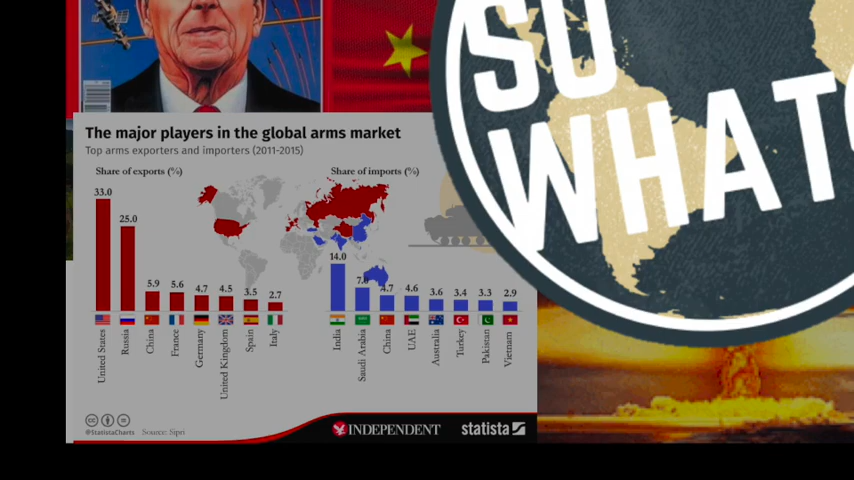 SO
WHAT
The major players in the global arms market
Top arms exporters and importers (2011-2015)
Share of exports (%)
Share of imports (%)
33.0
25.0
5.9
5.6
4.7
4.5
3.5
2.7
14.0
7.0
4.7
4.6
3.6
3.4
3.3
2.9
United States
Russia
China
France
Germany
United Kingdom
Spain
Italy
India
Saudi Arabia
China
UAE
Australia
Turkey
Pakistan
Vietnam
@StatistaCharts Source: Sipri
INDEPENDENT
statista